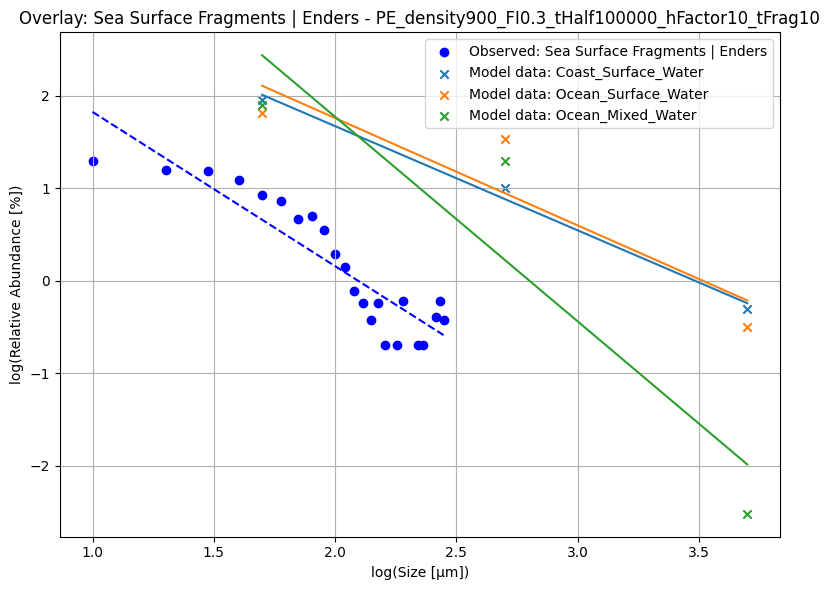 Overlay: Sea Surface Fragments | Enders - PE_density900_FI0.3_tHalf100000_hFactor10_tFrag10
Observed: Sea Surface Fragments | Enders
Model data: Coast_Surface_Water
Model data: Ocean_Surface_Water
Model data: Ocean_Mixed_Water
log(Relative Abundance [%])
2
1
0
−1
−2
1.0
1.5
2.0
2.5
3.0
3.5
log(Size [µm])